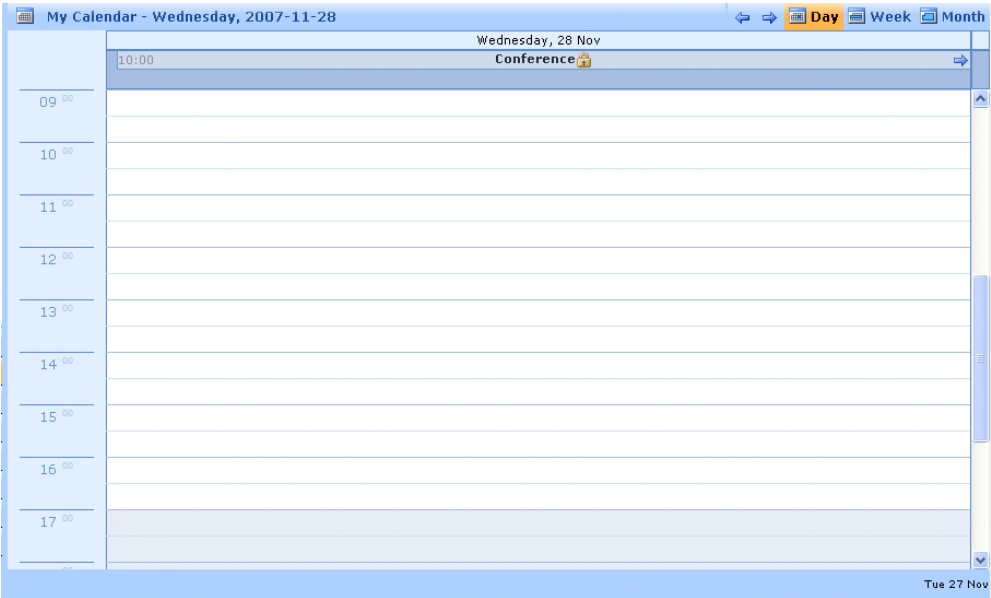 My Calendar - Wednesday, 2007-11-28 Day Week Month
Wednesday, 28 Nov
10:00 Conference
09 00
10 00
11 00
12 00
13 00
14 00
15 00
16 00
17 00
Tue 27 Nov